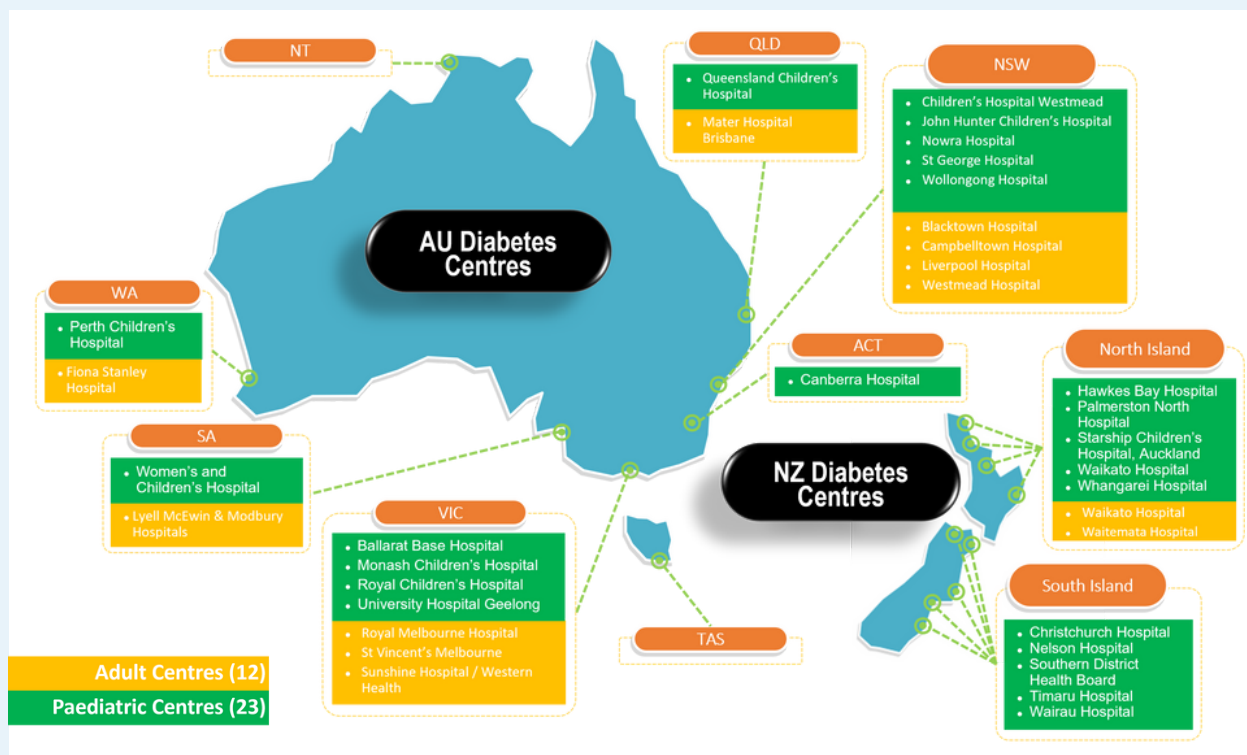 NT
QLD
• Queensland Children's
Hospital
• Mater Hospital
Brisbane
NSW
• Children's Hospital Westmead
• John Hunter Children's Hospital
• Nowra Hospital
• St George Hospital
• Wollongong Hospital
• Blacktown Hospital
• Campbelltown Hospital
• Liverpool Hospital
• Westmead Hospital
AU Diabetes
Centres
WA
• Perth Children's
Hospital
• Fiona Stanley
Hospital
ACT
• Canberra Hospital
North Island
• Hawkes Bay Hospital
• Palmerston North
Hospital
• Starship Children's
Hospital, Auckland
• Waikato Hospital
• Whangarei Hospital
• Waikato Hospital
• Waitemata Hospital
SA
• Women's and
Children's Hospital
• Lyell McEwin & Modbury
Hospitals
NZ Diabetes
Centres
VIC
• Ballarat Base Hospital
• Monash Children's Hospital
• Royal Children's Hospital
• University Hospital Geelong
• Royal Melbourne Hospital
• St Vincent's Melbourne
• Sunshine Hospital / Western
Health
TAS
South Island
• Christchurch Hospital
• Nelson Hospital
• Southern District
Health Board
• Timaru Hospital
• Wairau Hospital
Adult Centres (12)
Paediatric Centres (23)